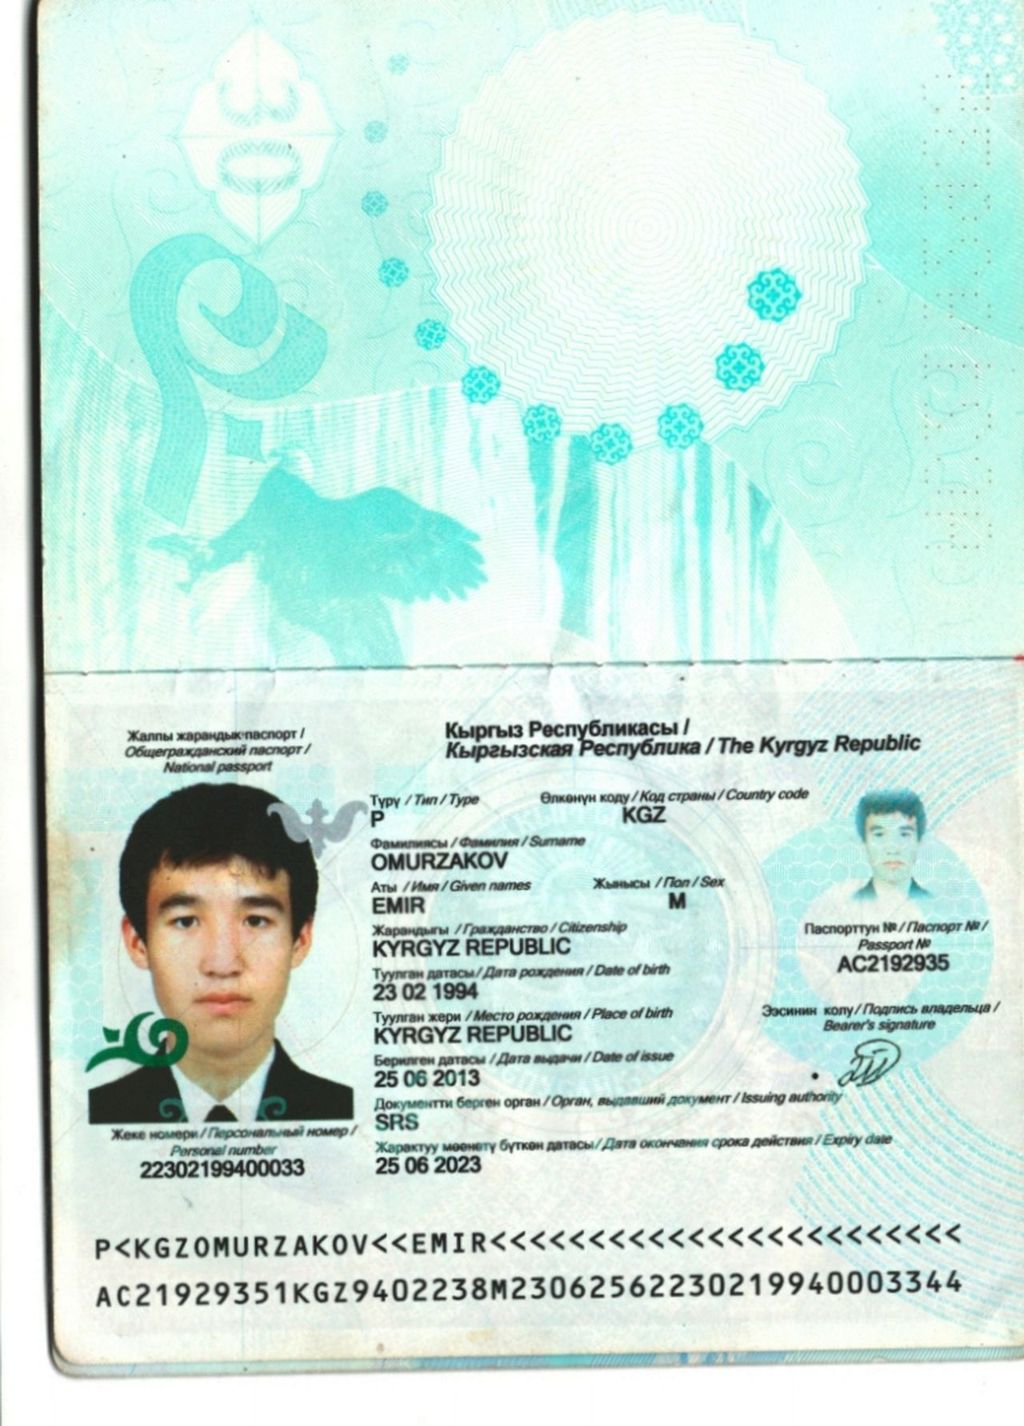 Кыргыз Республикасы /
Кыргызская Республика / The Kyrgyz Republic
Жалпы жарандык паспорт /
Общегражданский паспорт /
National passport
Түрү / Тип / Type
P
Өлкөнүн коду / Код страны / Country code
KGZ
Фамилиясы / Фамилия / Surname
OMURZAKOV
Аты / Имя / Given names
EMIR
Жынысы / Пол / Sex
M
Жарандыгы / Гражданство / Citizenship
KYRGYZ REPUBLIC
Туулган датасы / Дата рождения / Date of birth
23 02 1994
Туулган жери / Место рождения / Place of birth
KYRGYZ REPUBLIC
Берилген датасы / Дата выдачи / Date of issue
25 06 2013
Документти берген орган / Орган, выдавший документ / Issuing authority
SRS
Жарактуу мөөнөтү бүткөн датасы / Дата окончания срока действия / Expiry date
25 06 2023
Паспорттун № / Паспорт № /
Passport №
AC2192935
Ээсинин колу / Подпись владельца /
Bearer's signature
Жеке номери / Персональный номер /
Personal number
22302199400033
P<KGZOMURZAKOV<<EMIR<<<<<<<<<<<<<<<<<<<<<<<<
AC21929351KGZ9402238M23062562230219940003344